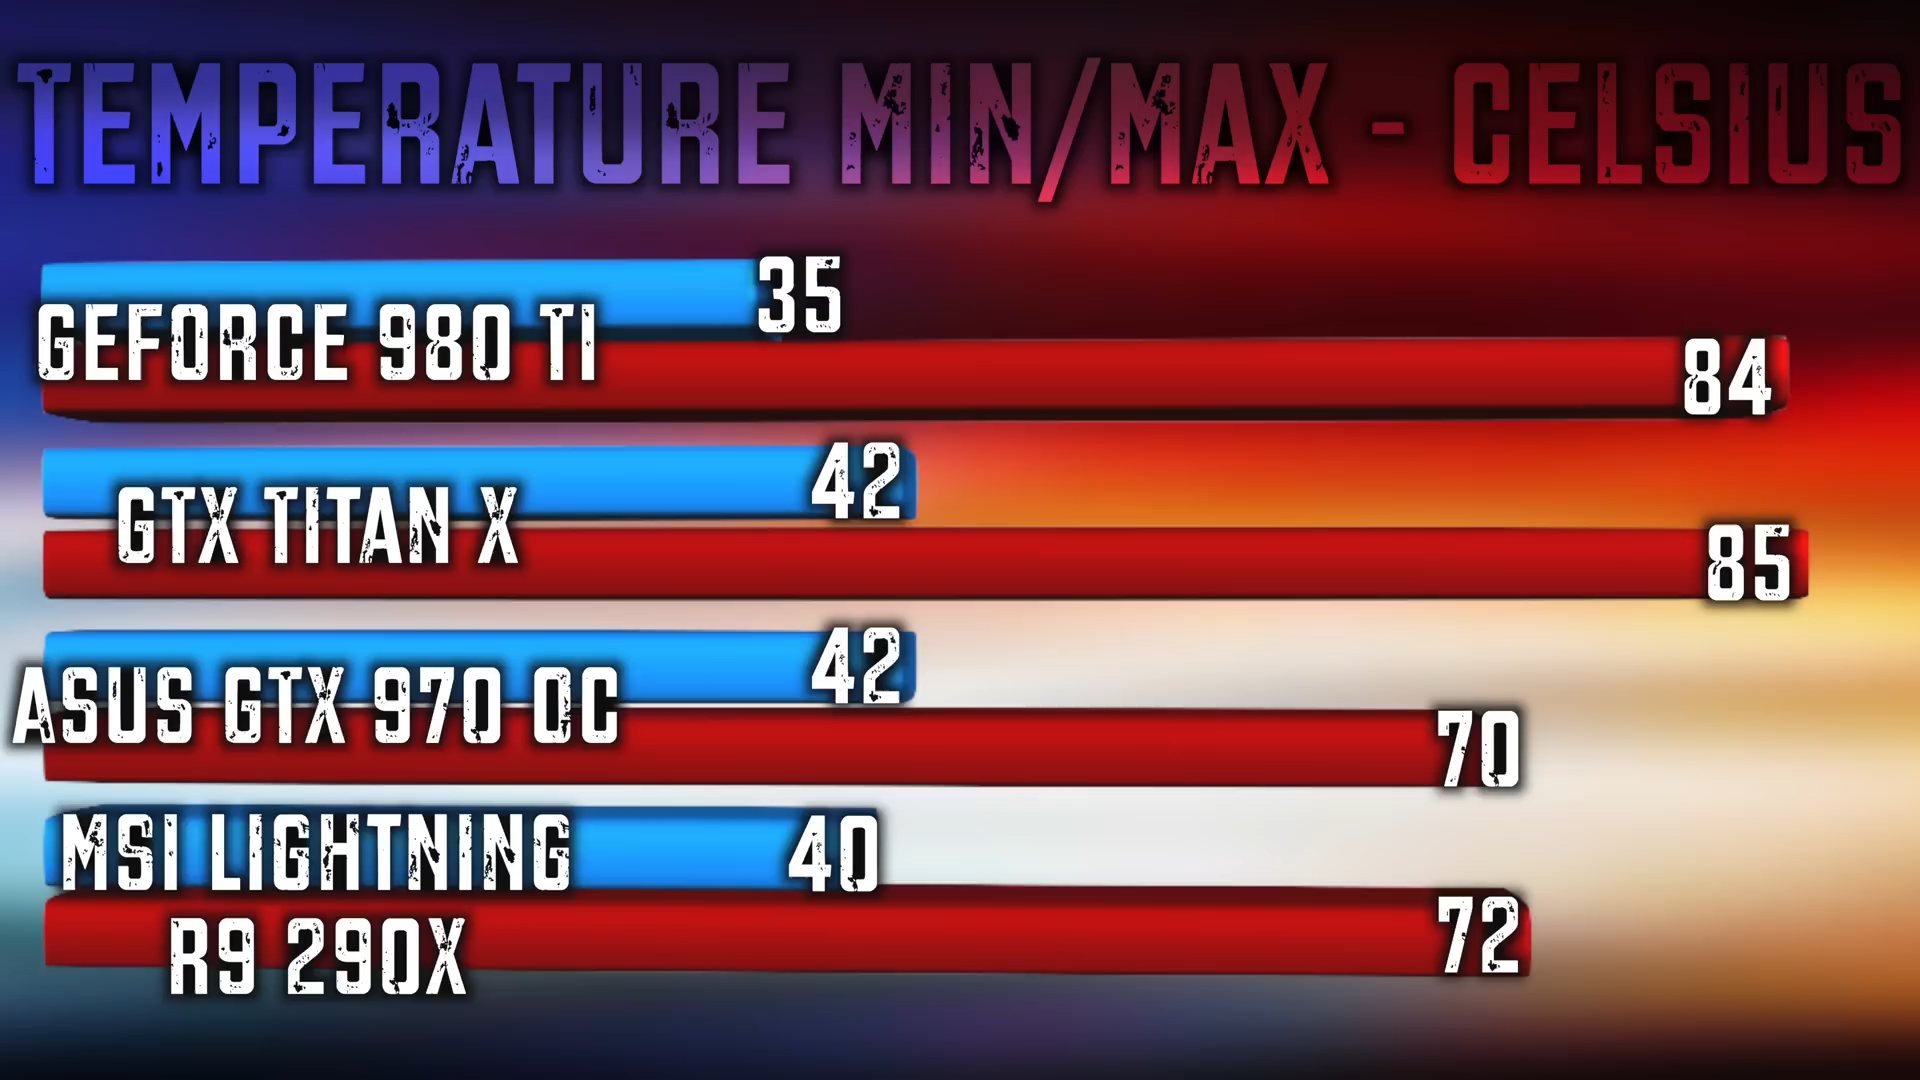 TEMPERATURE MIN/MAX - CELSIUS
35
GEFORCE 980 TI
84
42
GTX TITAN X
85
42
ASUS GTX 970 OC
70
MSI LIGHTNING
40
R9 290X
72